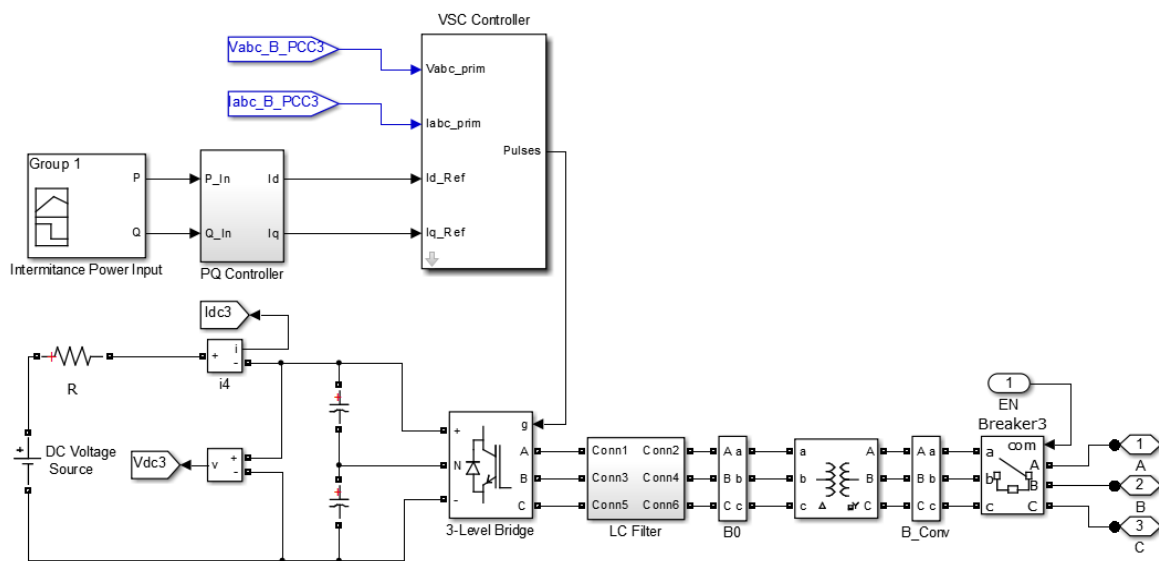 VSC Controller
Vabc_B_PCC3
Vabc_prim
Iabc_B_PCC3
Iabc_prim
Pulses
Group 1
P
P_In
Id
Id_Ref
Q
Q_In
Iq
Iq_Ref
Intermitance Power Input
PQ Controller
Idc3
+
i
-
R
i4
DC Voltage
Source
+
Vdc3
v
+
-
+
+
+
N
-
g
A
B
C
3-Level Bridge
Conn1 Conn2
Conn3 Conn4
Conn5 Conn6
LC Filter
A a
B b
C c
B0
a A
b B
c C
Δ Y
A a
B b
C c
B_Conv
1
EN
Breaker3
com
a A
b B
c C
1
A
2
B
3
C